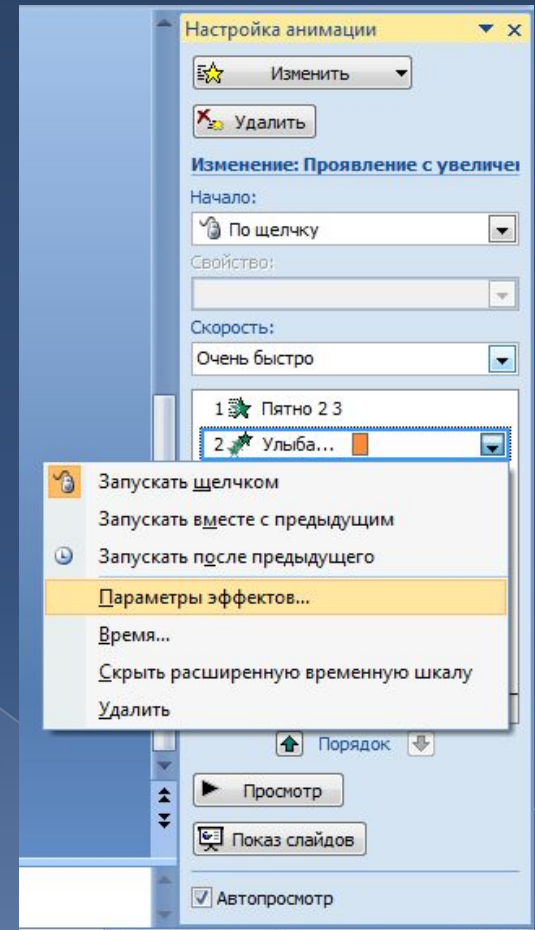 Настройка анимации
Изменить
Удалить
Изменение: Проявление с увеличе
Начало:
По щелчку
Свойство:
Скорость:
Очень быстро
1 Пятно 2 3
2 Улыба...
Запускать щелчком
Запускать вместе с предыдущим
Запускать после предыдущего
Параметры эффектов...
Время...
Скрыть расширенную временную шкалу
Удалить
Порядок
Просмотр
Показ слайдов
Автопросмотр